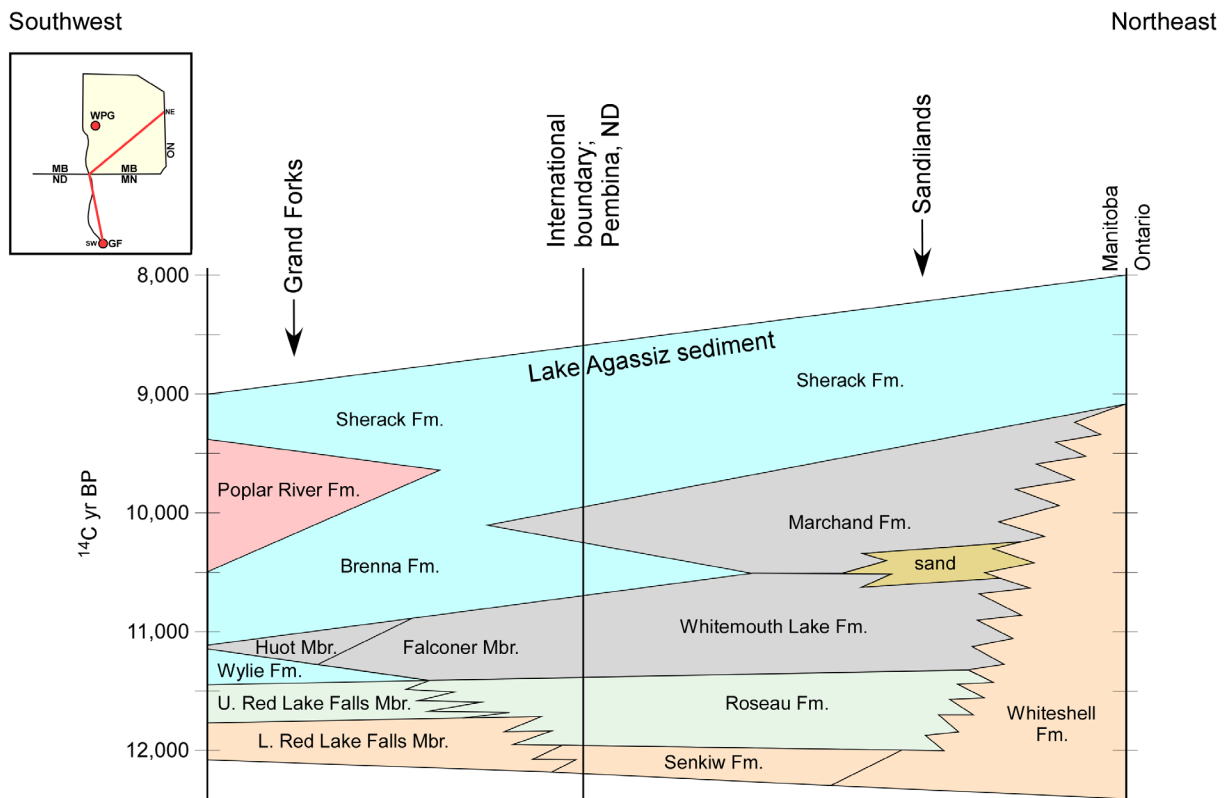 Southwest
Northeast
WPG
NE
ON
MB
MB
ND
MN
SW
GF
Grand Forks
International
boundary;
Pembina, ND
Sandilands
Manitoba
Ontario
8,000
9,000
10,000
11,000
12,000
14C yr BP
Lake Agassiz sediment
Sherack Fm.
Sherack Fm.
Poplar River Fm.
Marchand Fm.
Brenna Fm.
sand
Huot Mbr.
Falconer Mbr.
Whitemouth Lake Fm.
Wylie Fm.
U. Red Lake Falls Mbr.
Roseau Fm.
Whiteshell
Fm.
L. Red Lake Falls Mbr.
Senkiw Fm.